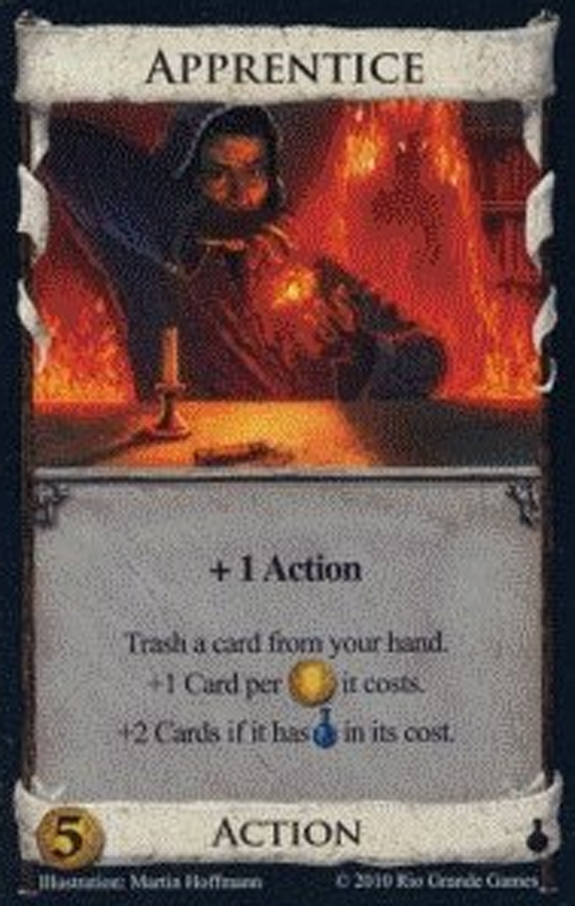 APPRENTICE
+ 1 Action
Trash a card from your hand.
+1 Card per it costs.
+2 Cards if it has in its cost.
5 ACTION
Illustration: Martin Hoffmann © 2010 Rio Grande Games